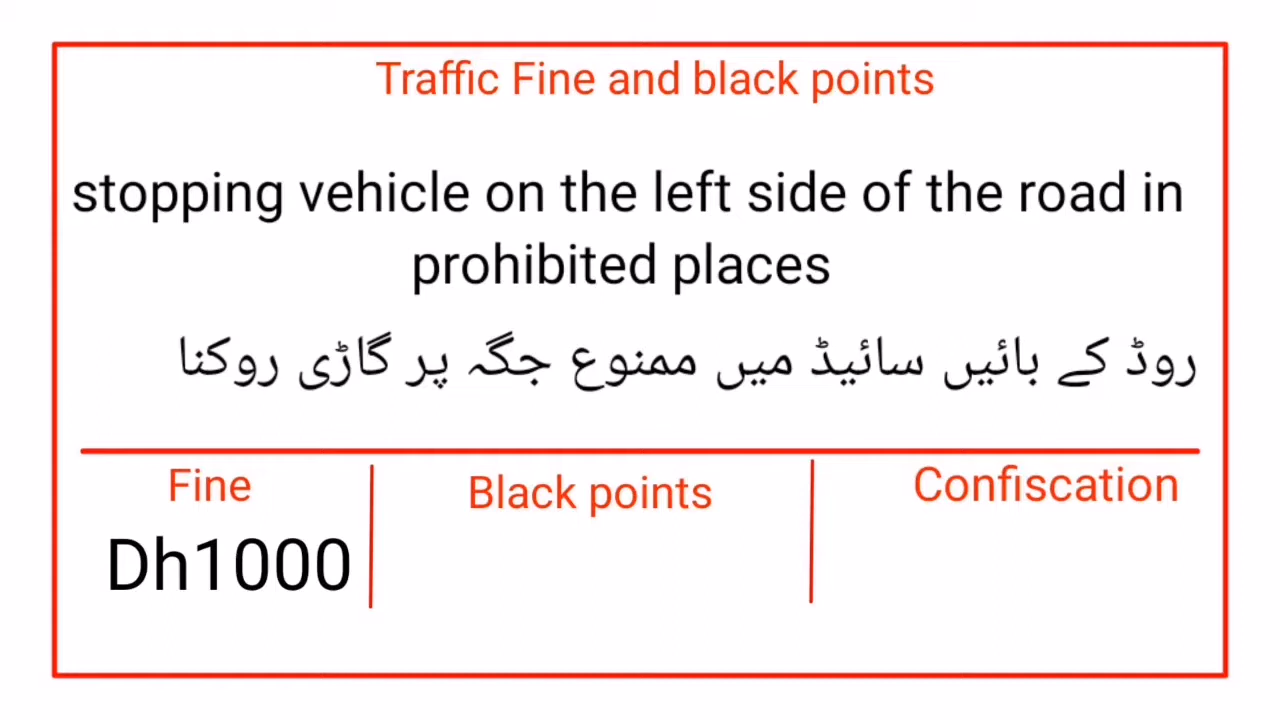 Traffic Fine and black points
stopping vehicle on the left side of the road in
prohibited places
روڈ کے بائیں سائیڈ میں ممنوع جگہ پر گاڑی روکنا
Fine
Black points
Confiscation
Dh1000